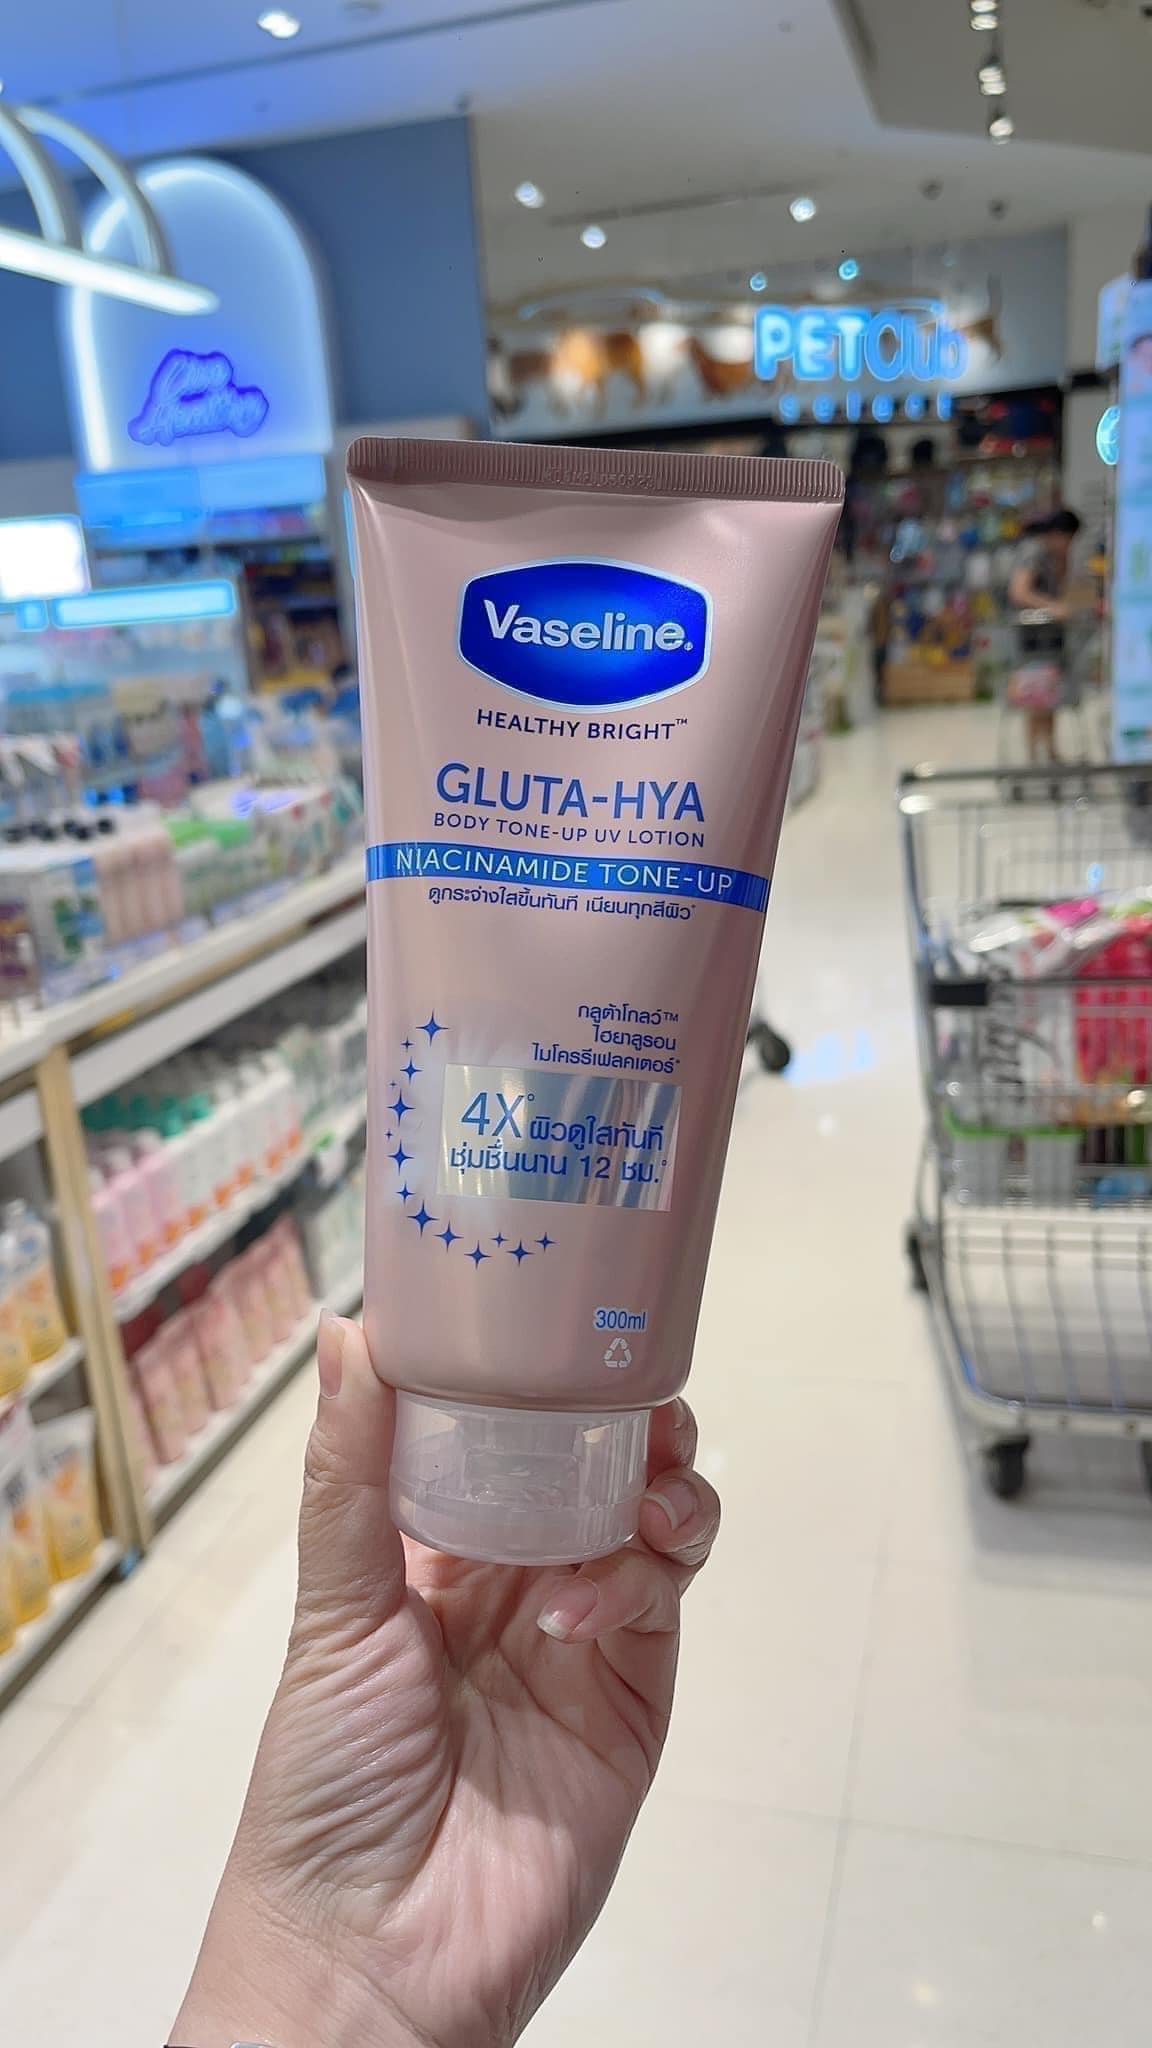 PETClub
select
Vaseline®
HEALTHY BRIGHT™
GLUTA-HYA
BODY TONE-UP UV LOTION
NIACINAMIDE TONE-UP
ดูกระจ่างใสขึ้นทันที เนียนทุกสีผิว*
กลูต้าโกลว์™
ไฮยาลูรอน
ไมโครรีเฟลคเตอร์*
4X° ผิวดูใสทันที
ชุ่มชื่นนาน 12 ชม.°
300ml